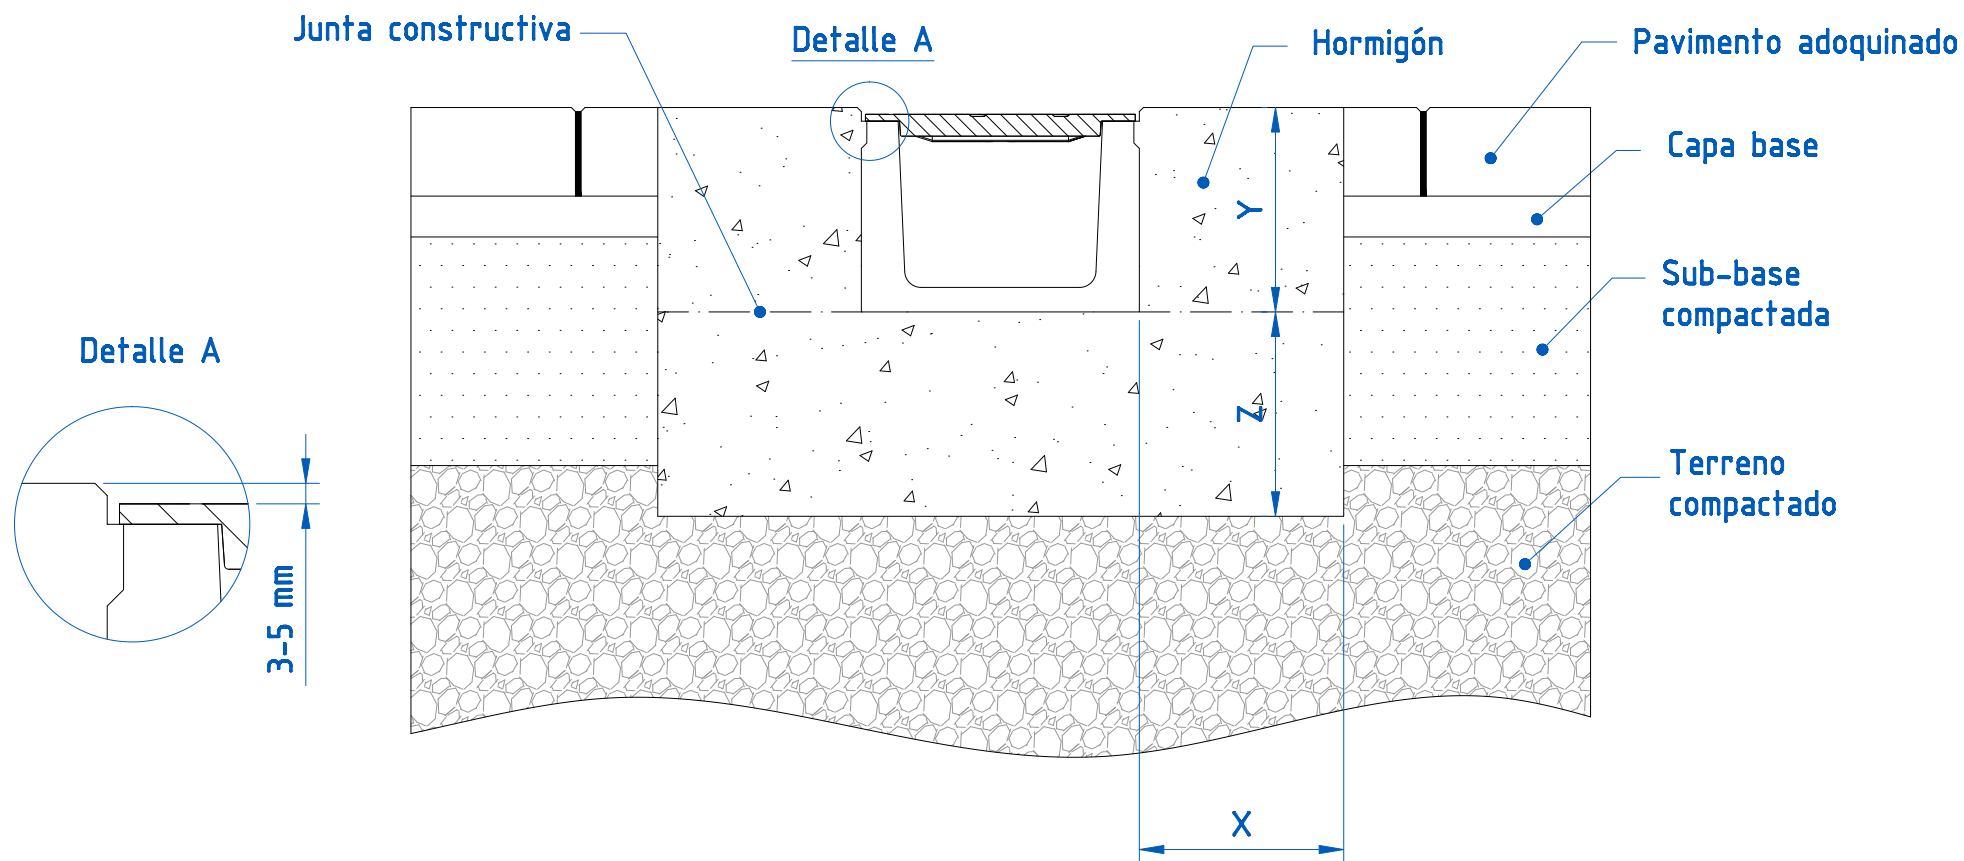 Junta constructiva
Detalle A
Hormigón
Pavimento adoquinado
Capa base
Y
Sub-base
compactada
Detalle A
Z
Terreno
compactado
3-5 mm
X